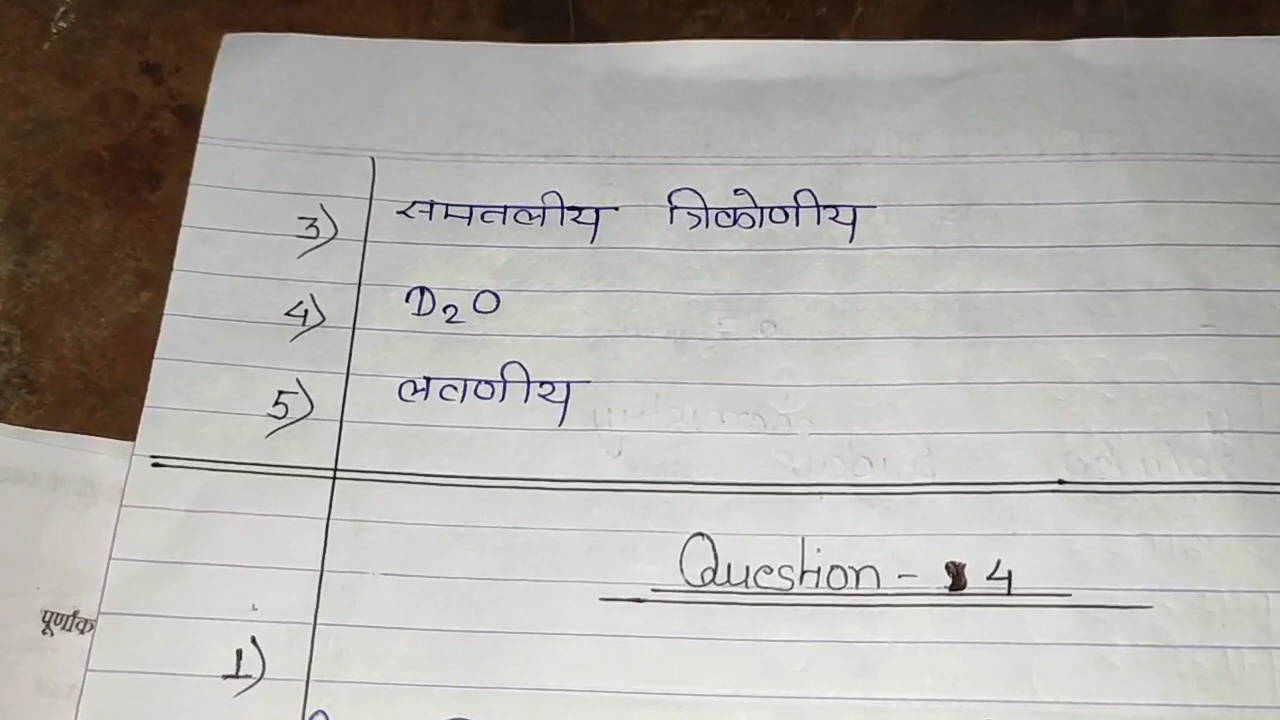 3) समतलीय त्रिकोणीय
4) D₂O
5) लवणीय
Question - 4
पूर्णांक
1)